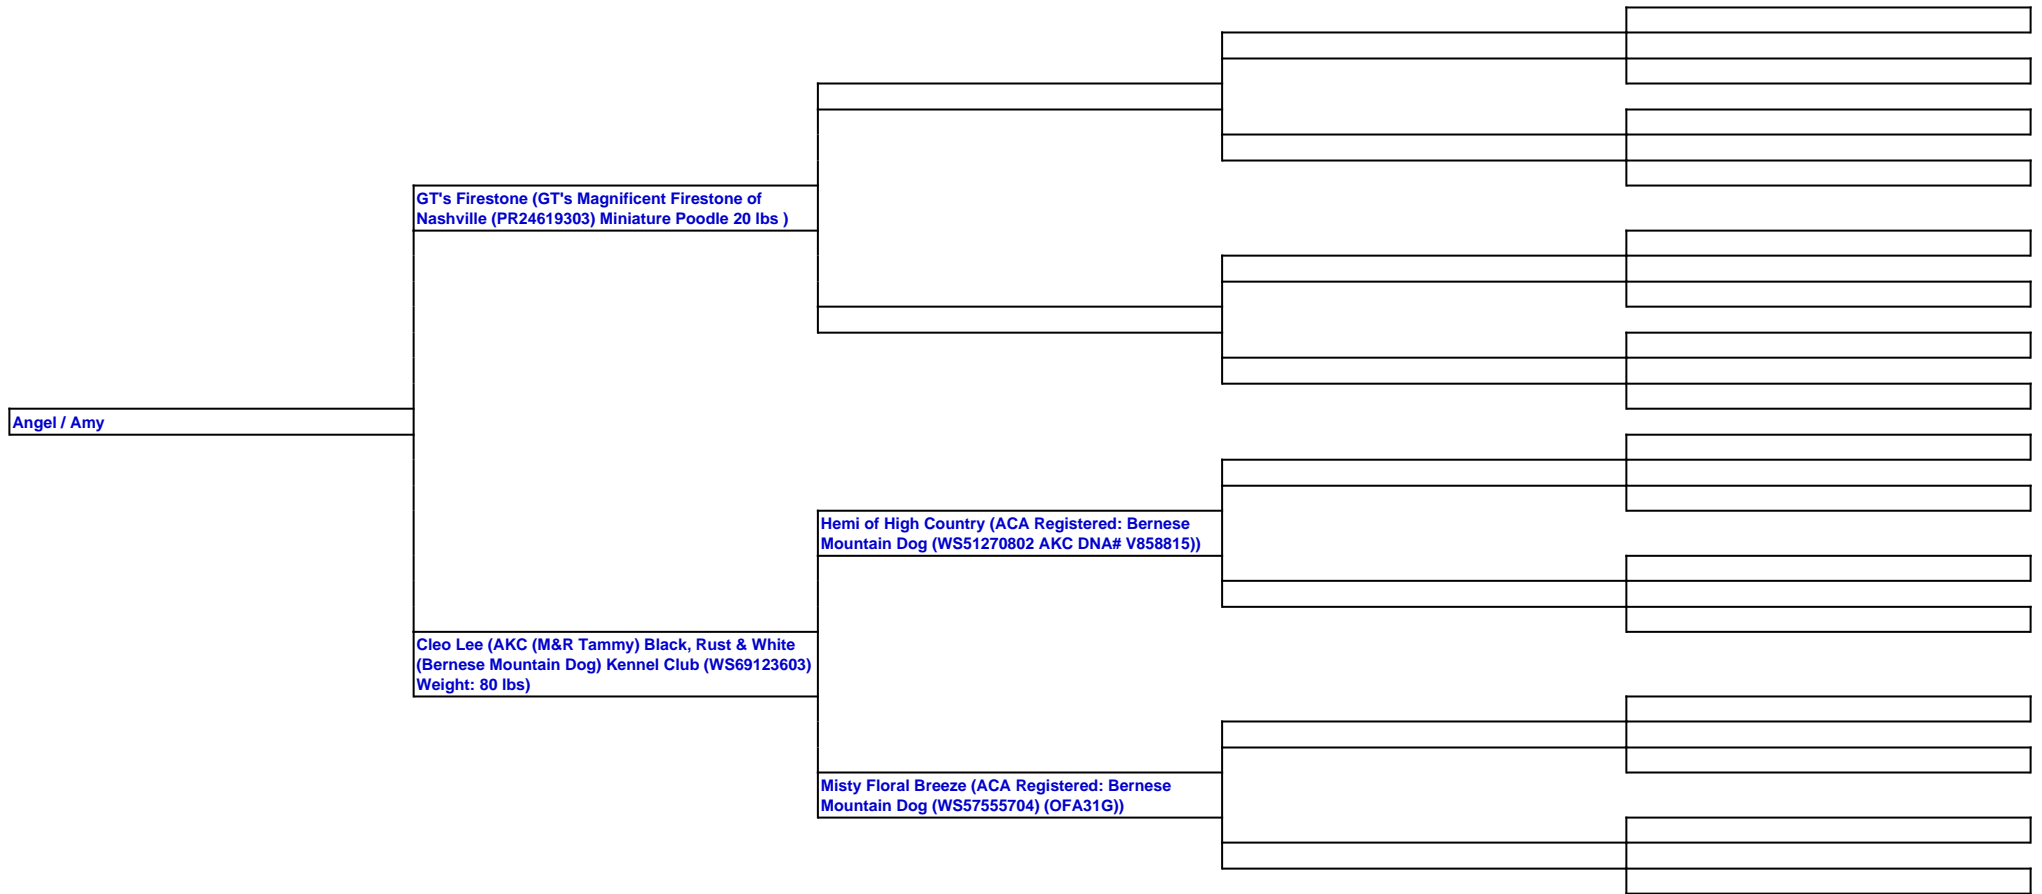 GT's Firestone (GT's Magnificent Firestone of
Nashville (PR24619303) Miniature Poodle 20 lbs )
Angel / Amy
Hemi of High Country (ACA Registered: Bernese
Mountain Dog (WS51270802 AKC DNA# V858815))
Cleo Lee (AKC (M&R Tammy) Black, Rust & White
(Bernese Mountain Dog) Kennel Club (WS69123603)
Weight: 80 lbs)
Misty Floral Breeze (ACA Registered: Bernese
Mountain Dog (WS57555704) (OFA31G))